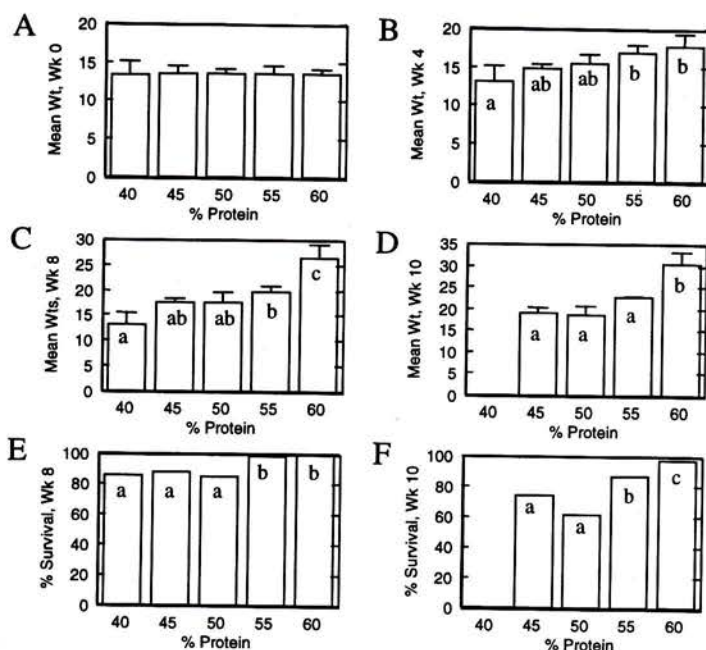 A
Mean Wt, Wk 0
20
15
10
5
0
40 45 50 55 60
% Protein
B
Mean Wt, Wk 4
20
15
10
5
0
a ab ab b b
40 45 50 55 60
% Protein
C
Mean Wts, Wk 8
30
25
20
15
10
5
0
a ab ab b c
40 45 50 55 60
% Protein
D
Mean Wt, Wk 10
35
30
25
20
15
10
5
0
a a a b
40 45 50 55 60
% Protein
E
% Survival, Wk 8
100
80
60
40
20
0
a a a b b
40 45 50 55 60
% Protein
F
% Survival, Wk 10
100
80
60
40
20
0
a a b c
40 45 50 55 60
% Protein